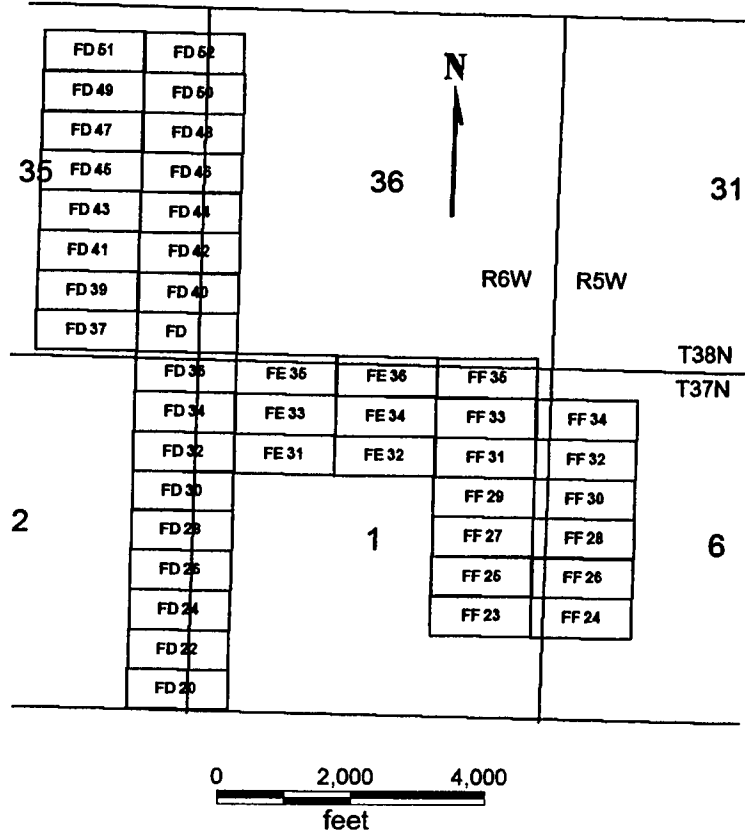 FD 51 FD 52
FD 49 FD 50
N
FD 47 FD 48
35 FD 45 FD 46 36 31
FD 43 FD 44
FD 41 FD 42
FD 39 FD 40 R6W R5W
FD 37 FD
T38N
FD 36 FE 35 FE 36 FF 35
T37N
FD 34 FE 33 FE 34 FF 33 FF 34
FD 32 FE 31 FE 32 FF 31 FF 32
FD 30 FF 29 FF 30
2 FD 28 1 FF 27 FF 28 6
FD 26 FF 25 FF 26
FD 24 FF 23 FF 24
FD 22
FD 20
0 2,000 4,000
feet